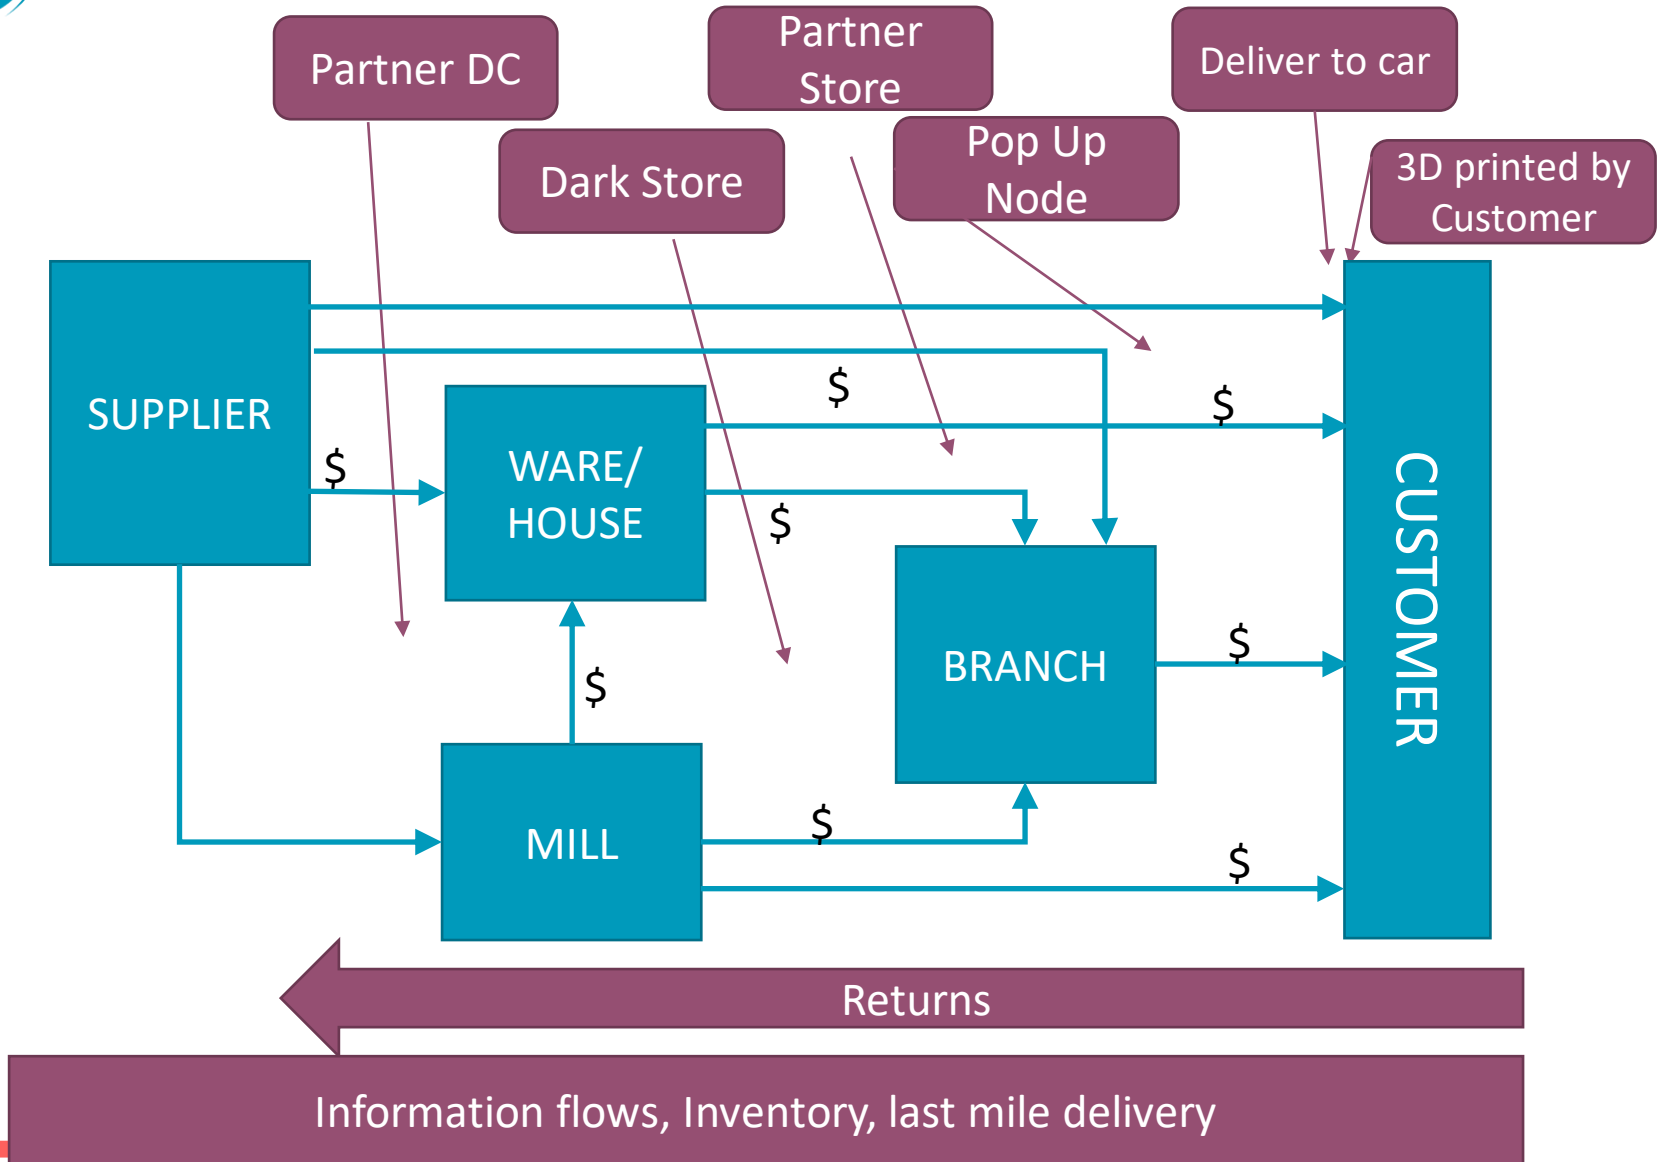 Partner DC
Partner
Store
Deliver to car
Dark Store
Pop Up
Node
3D printed by
Customer
SUPPLIER
$
$
$
WARE/
HOUSE
$
CUSTOMER
BRANCH
$
$
MILL
$
$
Returns
Information flows, Inventory, last mile delivery